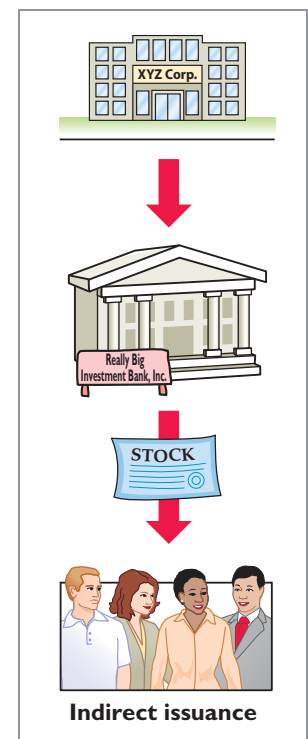 XYZ Corp.
Really Big
Investment Bank, Inc.
STOCK
Indirect issuance